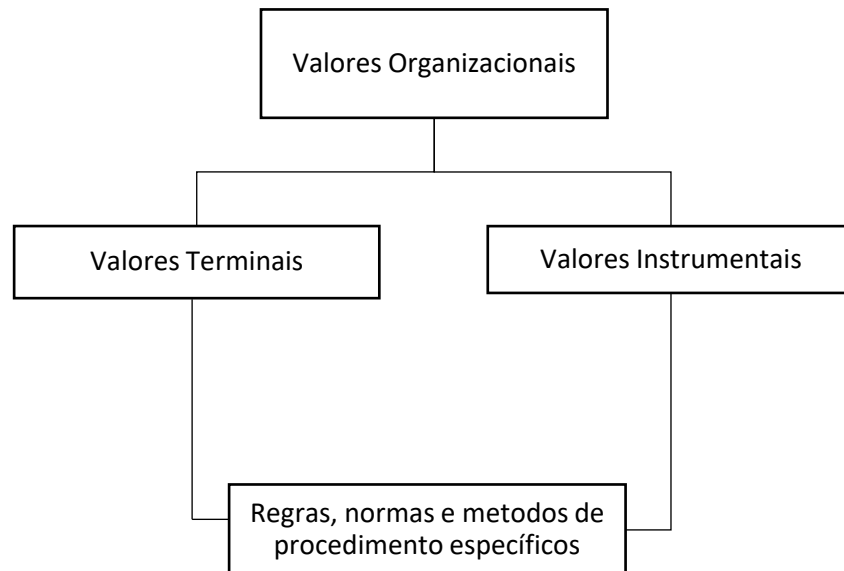 Valores Organizacionais
Valores Terminais
Valores Instrumentais
Regras, normas e metodos de
procedimento específicos